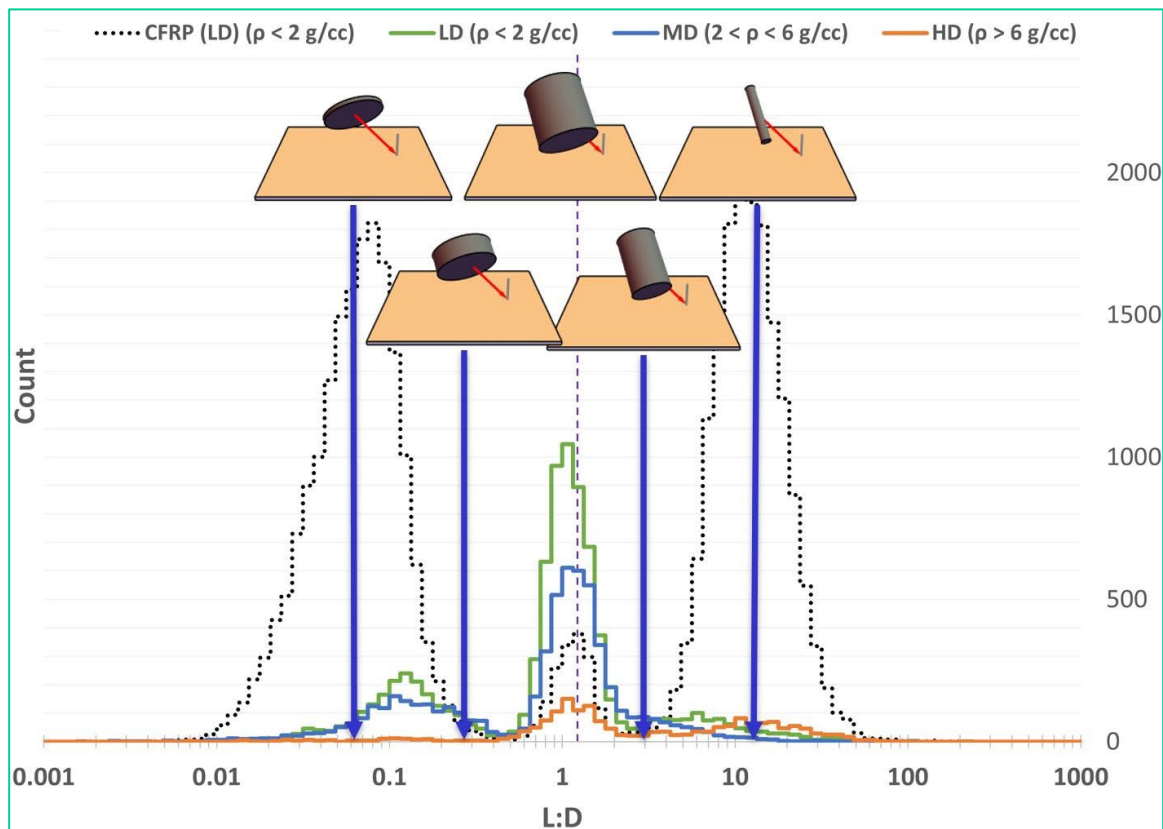 CFRP (LD) (ρ < 2 g/cc) LD (ρ < 2 g/cc) MD (2 < ρ < 6 g/cc) HD (ρ > 6 g/cc)
2000
1500
1000
500
0
Count
0.001 0.01 0.1 1 10 100 1000
L:D